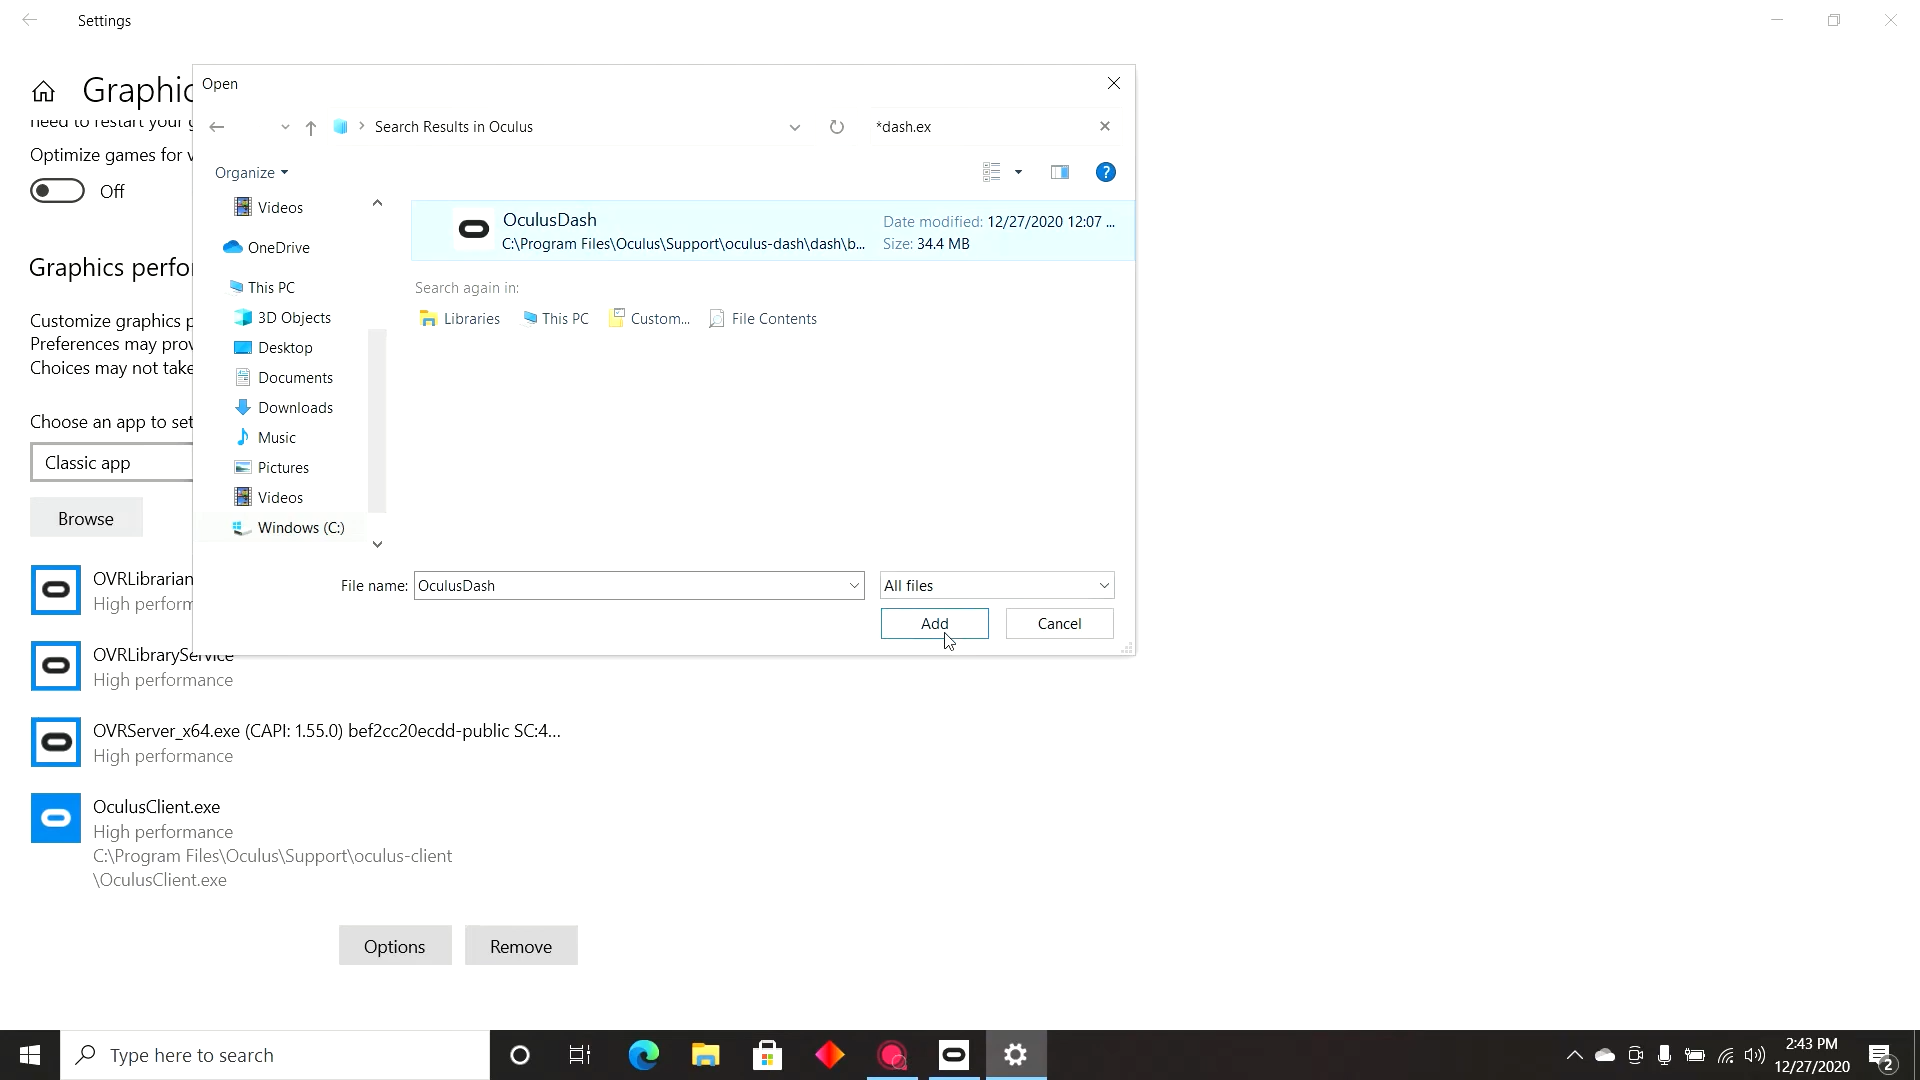 Settings
Graphic
need to restart your g
Optimize games for v
Off
Graphics perfor
Customize graphics p
Preferences may prov
Choices may not take
Choose an app to set
Classic app
Browse
OVRLibrarian
High perform
OVRLibraryService
High performance
OVRServer_x64.exe (CAPI: 1.55.0) bef2cc20ecdd-public SC:4...
High performance
OculusClient.exe
High performance
C:\Program Files\Oculus\Support\oculus-client
\OculusClient.exe
Options
Remove
Open
Search Results in Oculus
*dash.ex
Organize
?
Videos
OneDrive
This PC
3D Objects
Desktop
Documents
Downloads
Music
Pictures
Videos
Windows (C:)
OculusDash
C:\Program Files\Oculus\Support\oculus-dash\dash\b...
Date modified: 12/27/2020 12:07 ...
Size: 34.4 MB
Search again in:
Libraries
This PC
Custom...
File Contents
File name:
OculusDash
All files
Add
Cancel
Type here to search
2:43 PM
12/27/2020
2